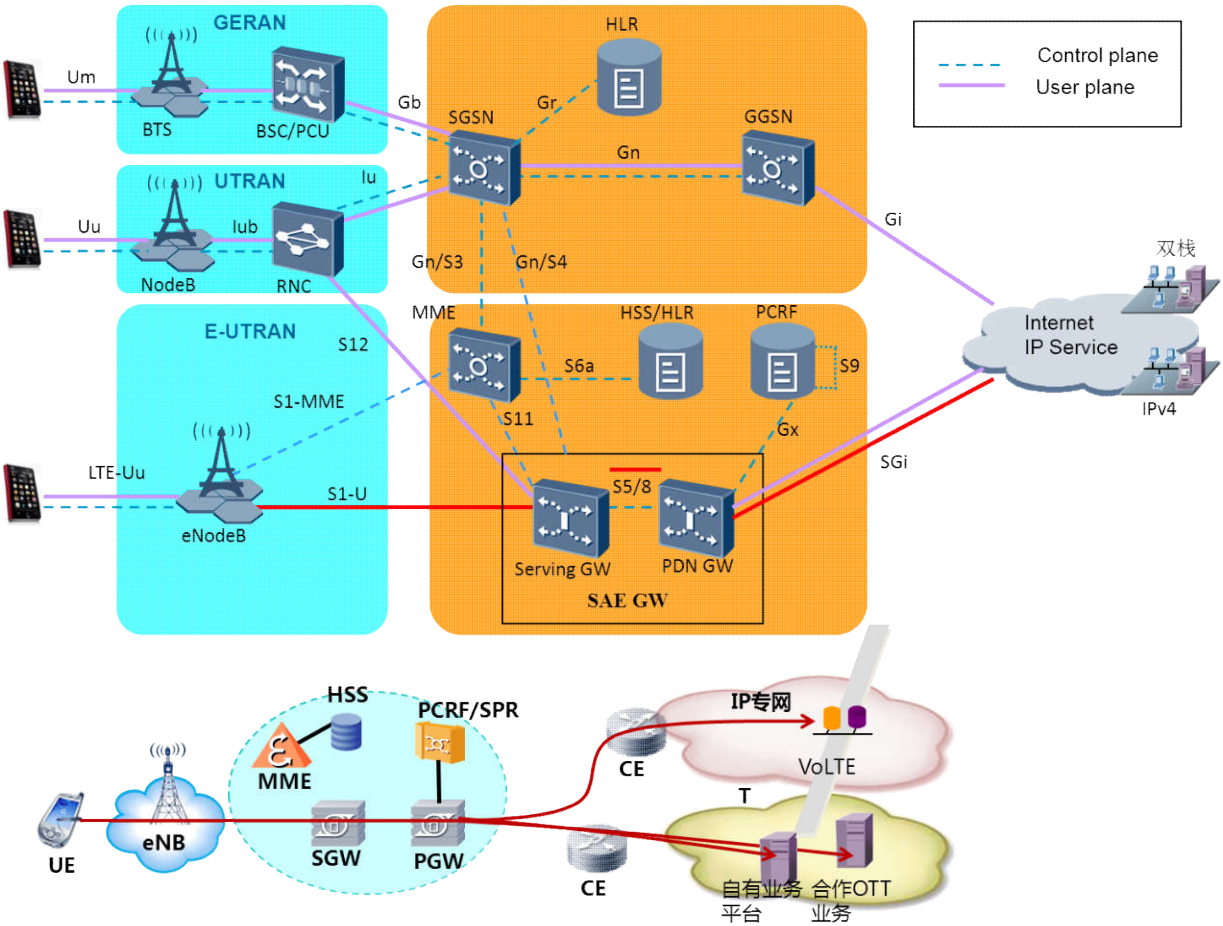 GERAN
HLR
Control plane
User plane
Um
BTS
BSC/PCU
Gb
Gr
SGSN
GGSN
Gn
UTRAN
Iu
Uu
Iub
NodeB
RNC
Gi
Gn/S3
Gn/S4
双栈
Internet
IP Service
IPv4
E-UTRAN
MME
HSS/HLR
PCRF
S12
S6a
S9
S1-MME
S11
Gx
LTE-Uu
S1-U
S5/8
SGi
eNodeB
Serving GW
PDN GW
SAE GW
HSS
PCRF/SPR
IP专网
MME
CE
VoLTE
T
UE
eNB
SGW
PGW
CE
自有业务
平台
合作OTT
业务